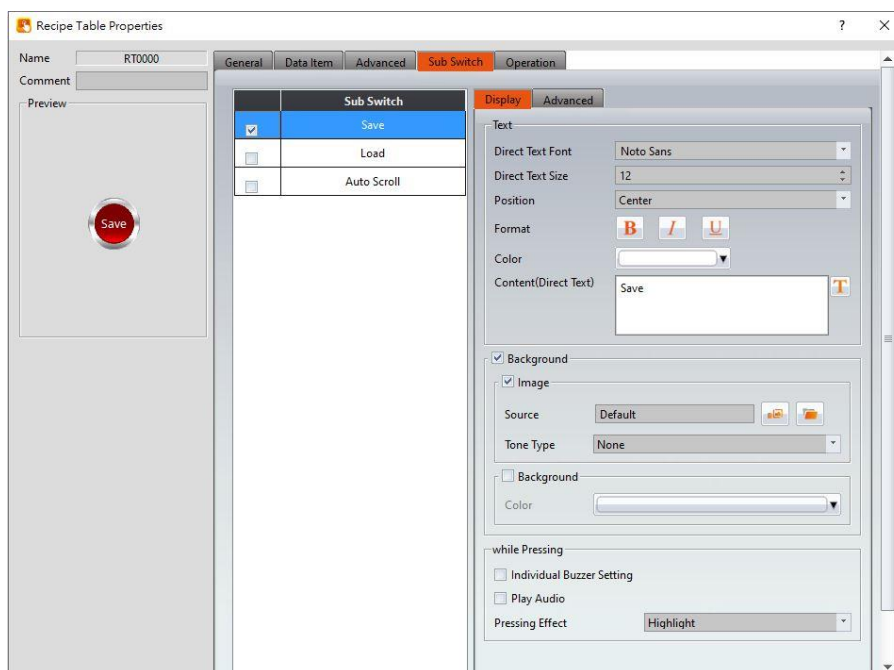 Recipe Table Properties
?
Name RT0000
Comment
Preview
Save
General Data Item Advanced Sub Switch Operation
Sub Switch
Save
Load
Auto Scroll
Display Advanced
Text
Direct Text Font Noto Sans
Direct Text Size 12
Position Center
Format B I U
Color
Content(Direct Text) Save T
Background
Image
Source Default
Tone Type None
Background
Color
while Pressing
Individual Buzzer Setting
Play Audio
Pressing Effect Highlight